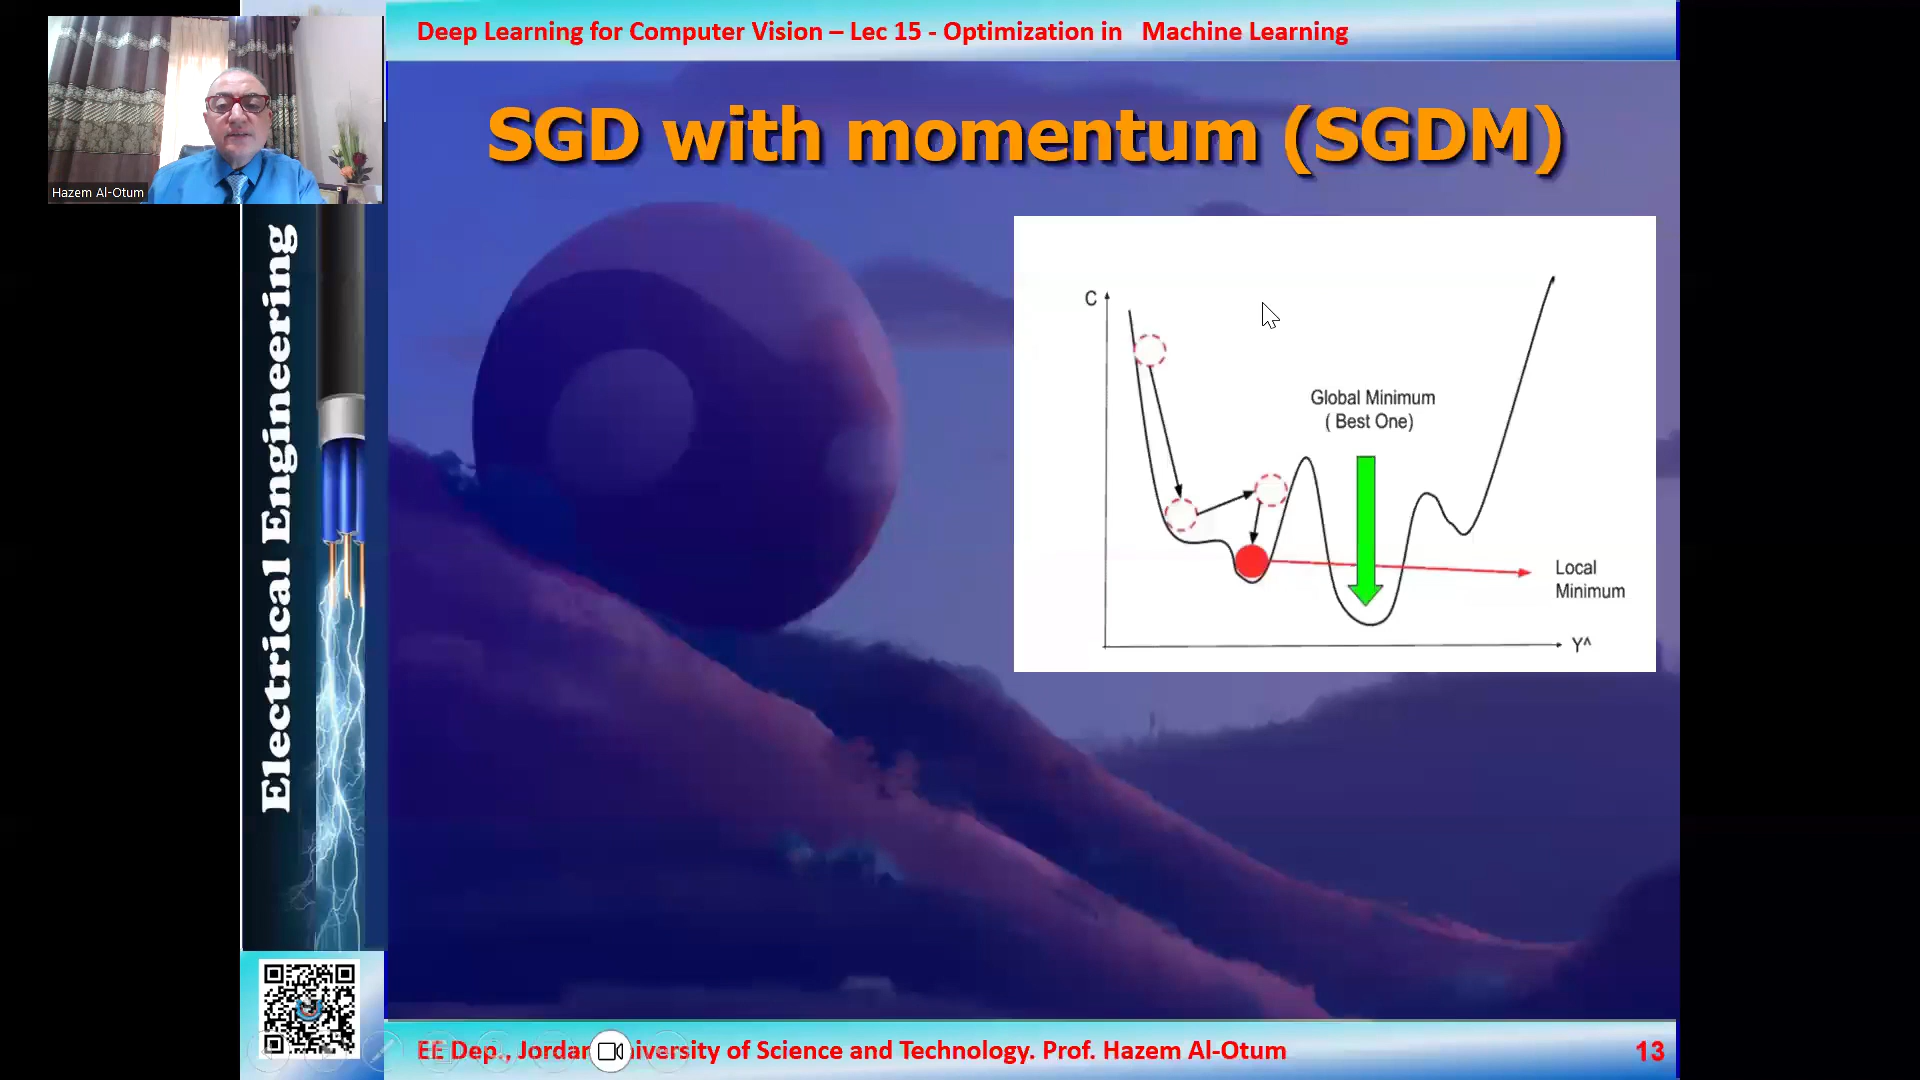 Deep Learning for Computer Vision – Lec 15 - Optimization in Machine Learning
Hazem Al-Otum
SGD with momentum (SGDM)
Electrical Engineering
C
Global Minimum
( Best One)
Local
Minimum
Y^
EE Dep., Jordan University of Science and Technology. Prof. Hazem Al-Otum
13